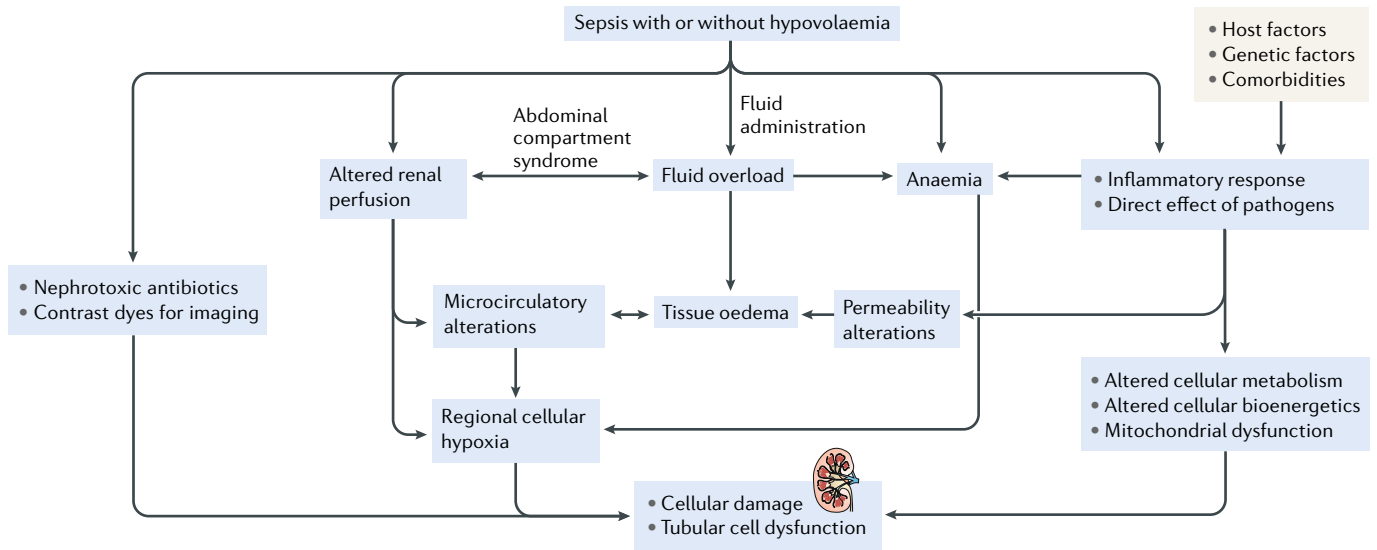 Sepsis with or without hypovolaemia
• Host factors
• Genetic factors
• Comorbidities
Abdominal
compartment
syndrome
Fluid
administration
Altered renal
perfusion
Fluid overload
Anaemia
• Inflammatory response
• Direct effect of pathogens
• Nephrotoxic antibiotics
• Contrast dyes for imaging
Microcirculatory
alterations
Tissue oedema
Permeability
alterations
• Altered cellular metabolism
• Altered cellular bioenergetics
• Mitochondrial dysfunction
Regional cellular
hypoxia
• Cellular damage
• Tubular cell dysfunction